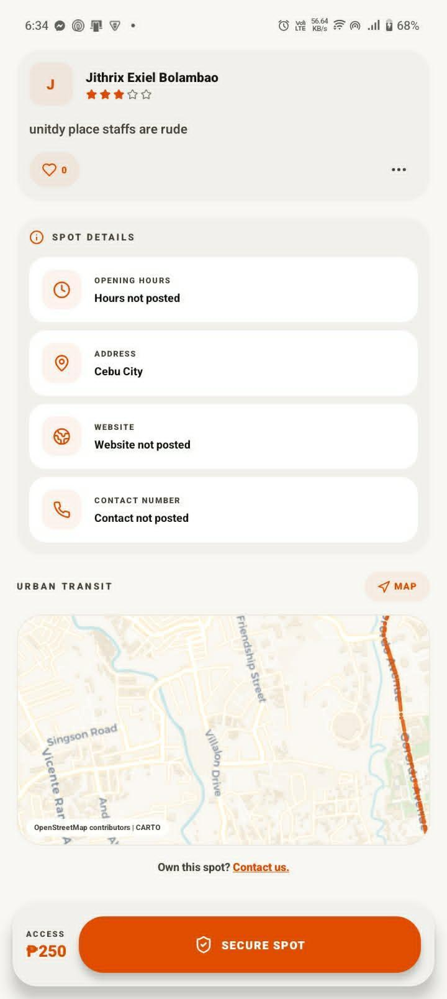 6:34
Vo)) LTE 56.64 KB/s 68%
J
Jithrix Exiel Bolambao
unitdy place staffs are rude
0
SPOT DETAILS
OPENING HOURS
Hours not posted
ADDRESS
Cebu City
WEBSITE
Website not posted
CONTACT NUMBER
Contact not posted
URBAN TRANSIT
MAP
Friendship Street
Singson Road
Villalon Drive
Vicente Rar
And
Gorordo Avenue
OpenStreetMap contributors | CARTO
Own this spot? Contact us.
ACCESS
₱250
SECURE SPOT